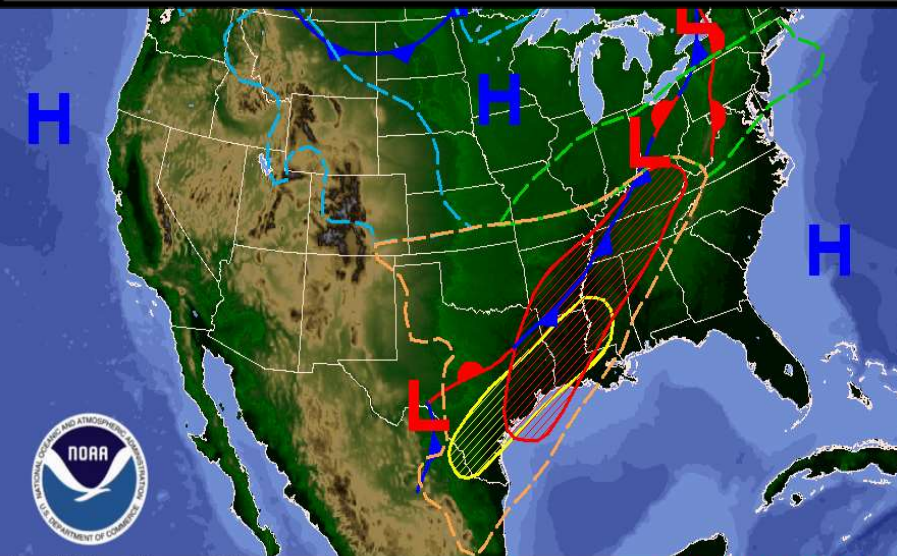 L
H
H
L
H
L
NATIONAL OCEANIC AND ATMOSPHERIC ADMINISTRATION
NOAA
U.S. DEPARTMENT OF COMMERCE